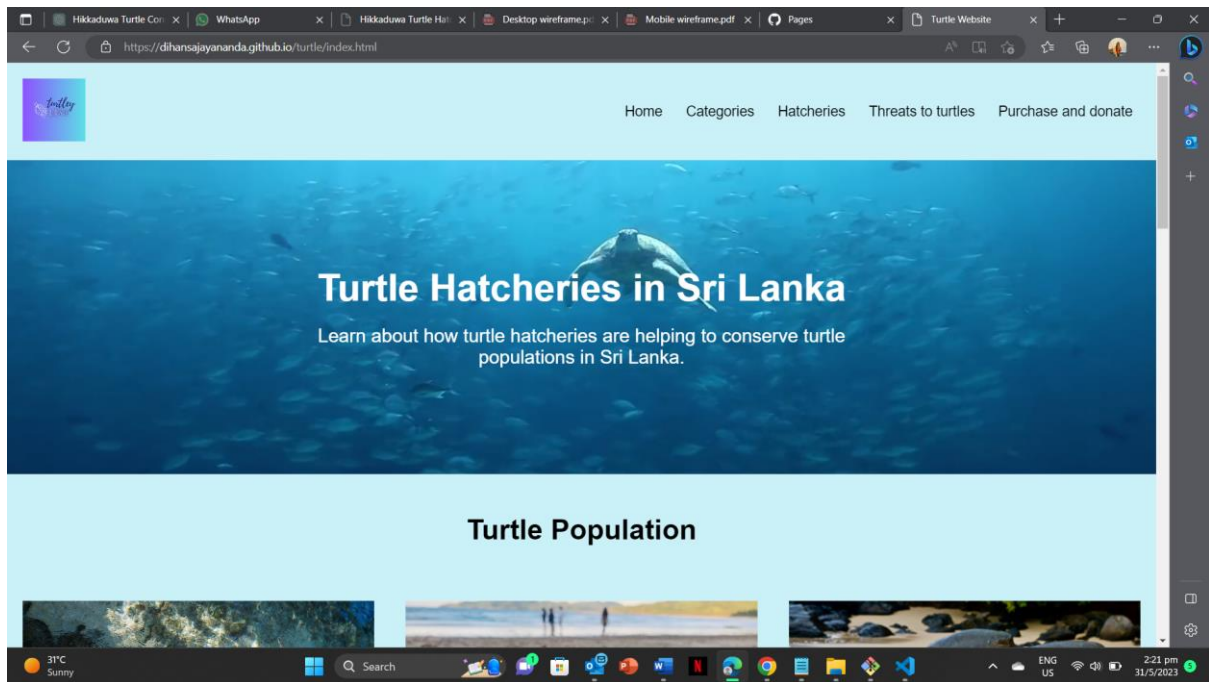 Hikkaduwa Turtle Con
WhatsApp
Hikkaduwa Turtle Hat
Desktop wireframe.pd
Mobile wireframe.pdf
Pages
Turtle Website
https://dihansajayananda.github.io/turtle/index.html
turtley
Home
Categories
Hatcheries
Threats to turtles
Purchase and donate
Turtle Hatcheries in Sri Lanka
Learn about how turtle hatcheries are helping to conserve turtle
populations in Sri Lanka.
Turtle Population
31°C
Sunny
Search
ENG
US
2:21 pm
31/5/2023
5